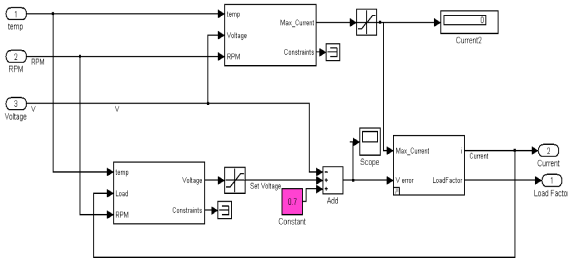 1
temp
temp
Max_Current
0
Current2
Voltage
Constraints
2
RPM
RPM
RPM
3
Voltage
V
V
Scope
Max_Current
i
Current
2
Current
V error
LoadFactor
?
1
Load Factor
temp
Voltage
Set Voltage
Load
Constraints
RPM
0.7
Constant
Add